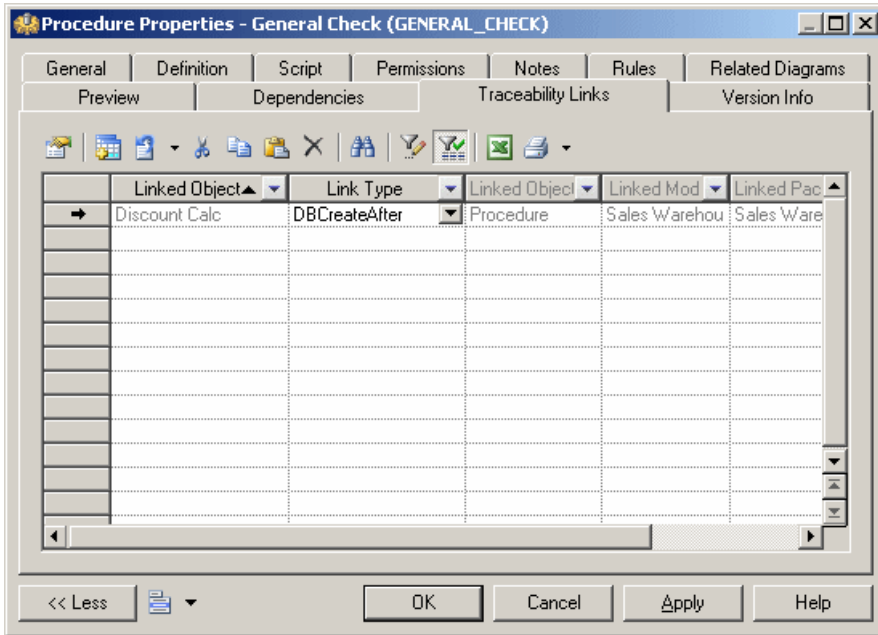 Procedure Properties - General Check (GENERAL_CHECK)
General Definition Script Permissions Notes Rules Related Diagrams
Preview Dependencies Traceability Links Version Info
Linked Object Link Type Linked Object Linked Mod Linked Pac
Discount Calc DBCreateAfter Procedure Sales Warehou Sales Ware
<< Less OK Cancel Apply Help